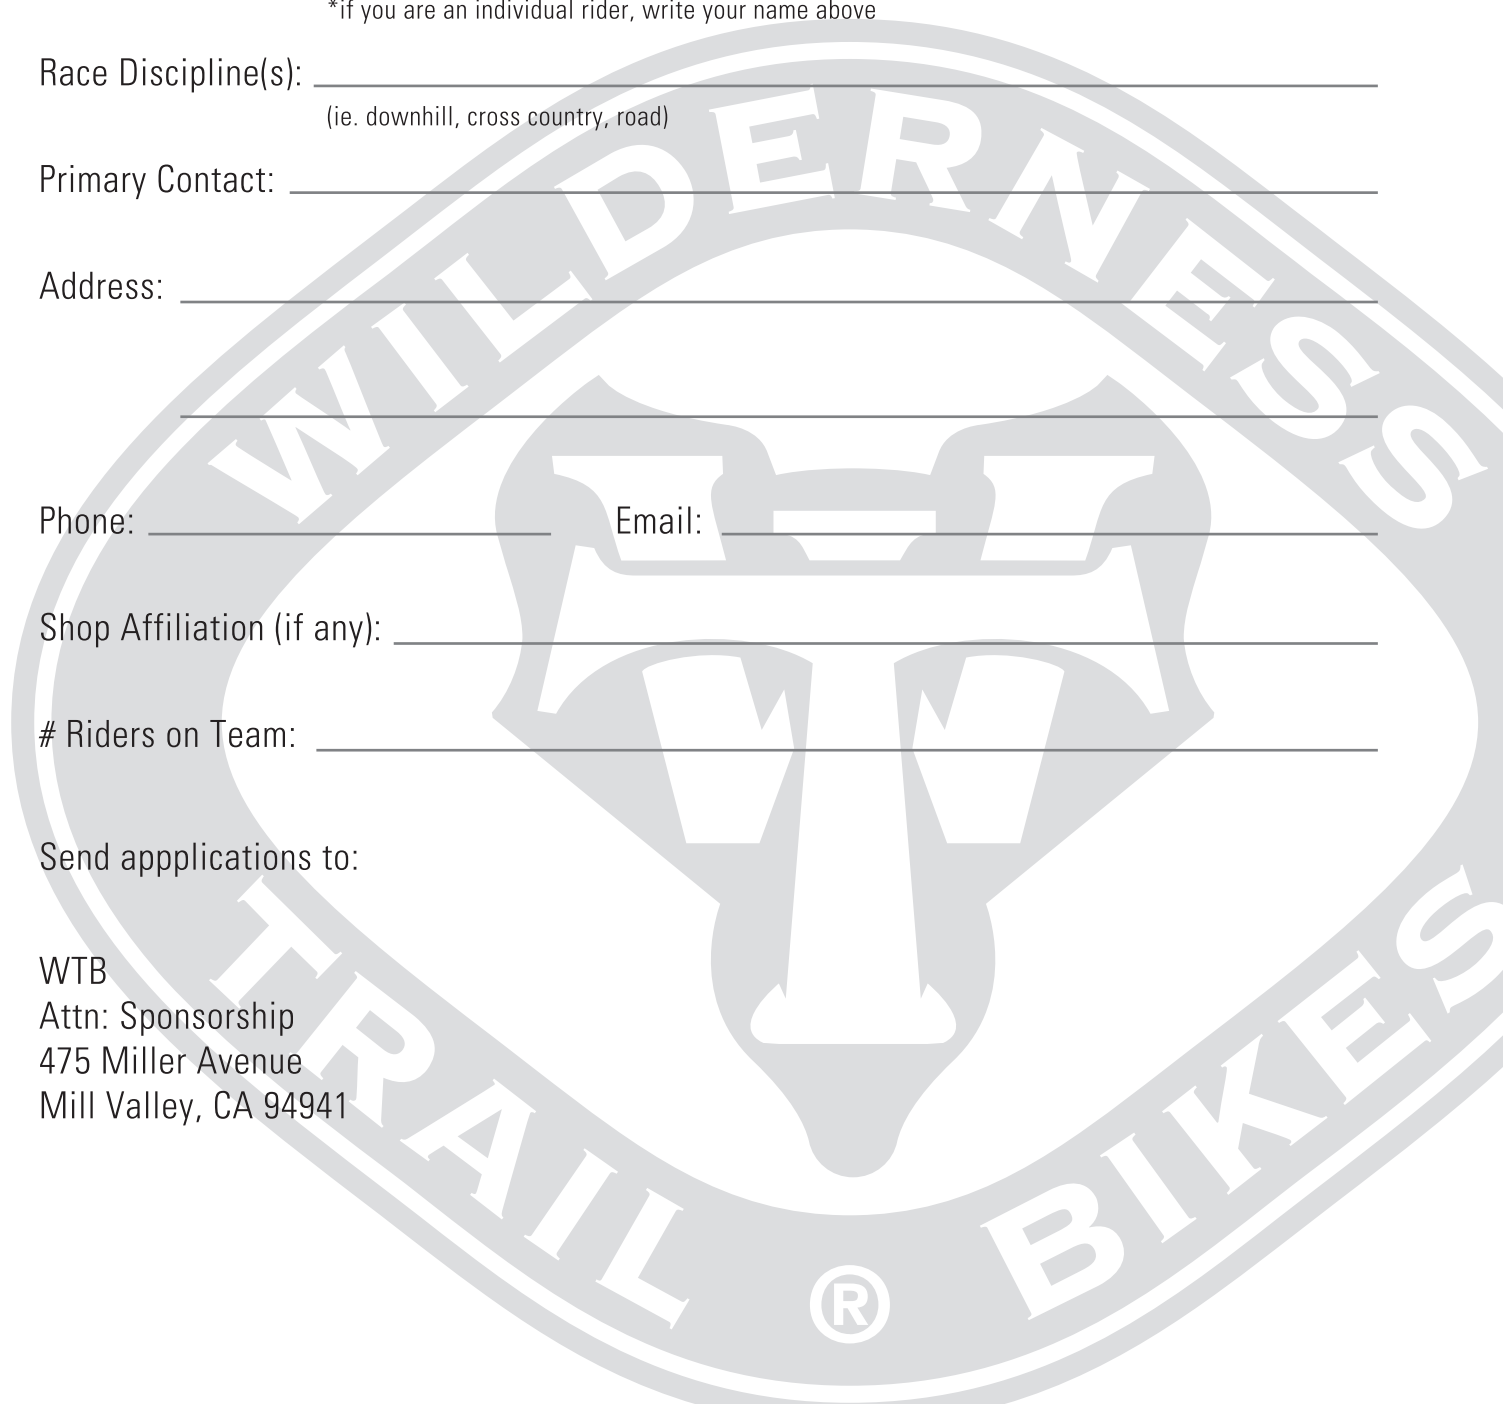 *if you are an individual rider, write your name above
Race Discipline(s):
(ie. downhill, cross country, road)
Primary Contact:
Address:
Phone: Email:
Shop Affiliation (if any):
# Riders on Team:
Send appplications to:
WTB
Attn: Sponsorship
475 Miller Avenue
Mill Valley, CA 94941
WILDERNESS
TRAIL BIKES
WTB
®